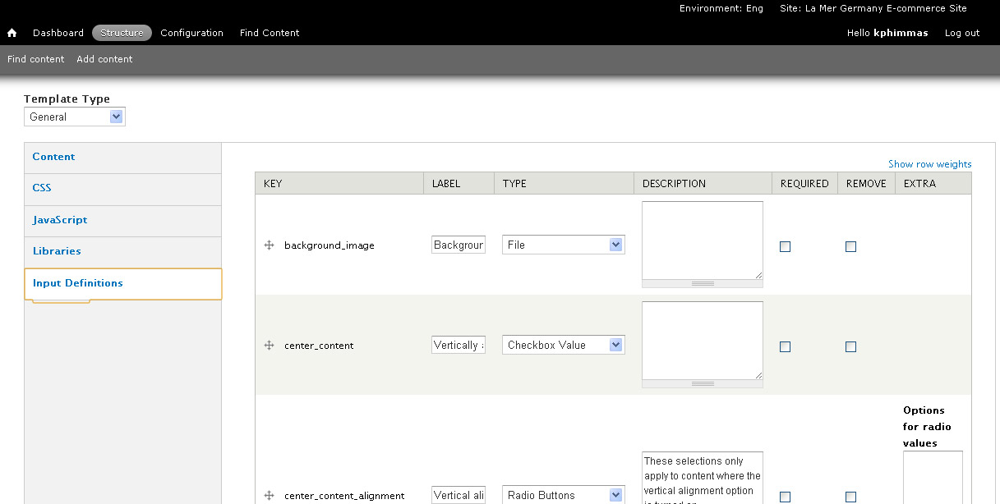 Environment: Eng Site: La Mer Germany E-commerce Site
Dashboard Structure Configuration Find Content Hello kphimmas Log out
Find content Add content
Template Type
General
Content
CSS
JavaScript
Libraries
Input Definitions
Show row weights
KEY LABEL TYPE DESCRIPTION REQUIRED REMOVE EXTRA
background_image Backgrour File
center_content Vertically Checkbox Value
Options
for radio
values
center_content_alignment Vertical ali Radio Buttons
These selections only
apply to content where the
vertical alignment option
is turned on